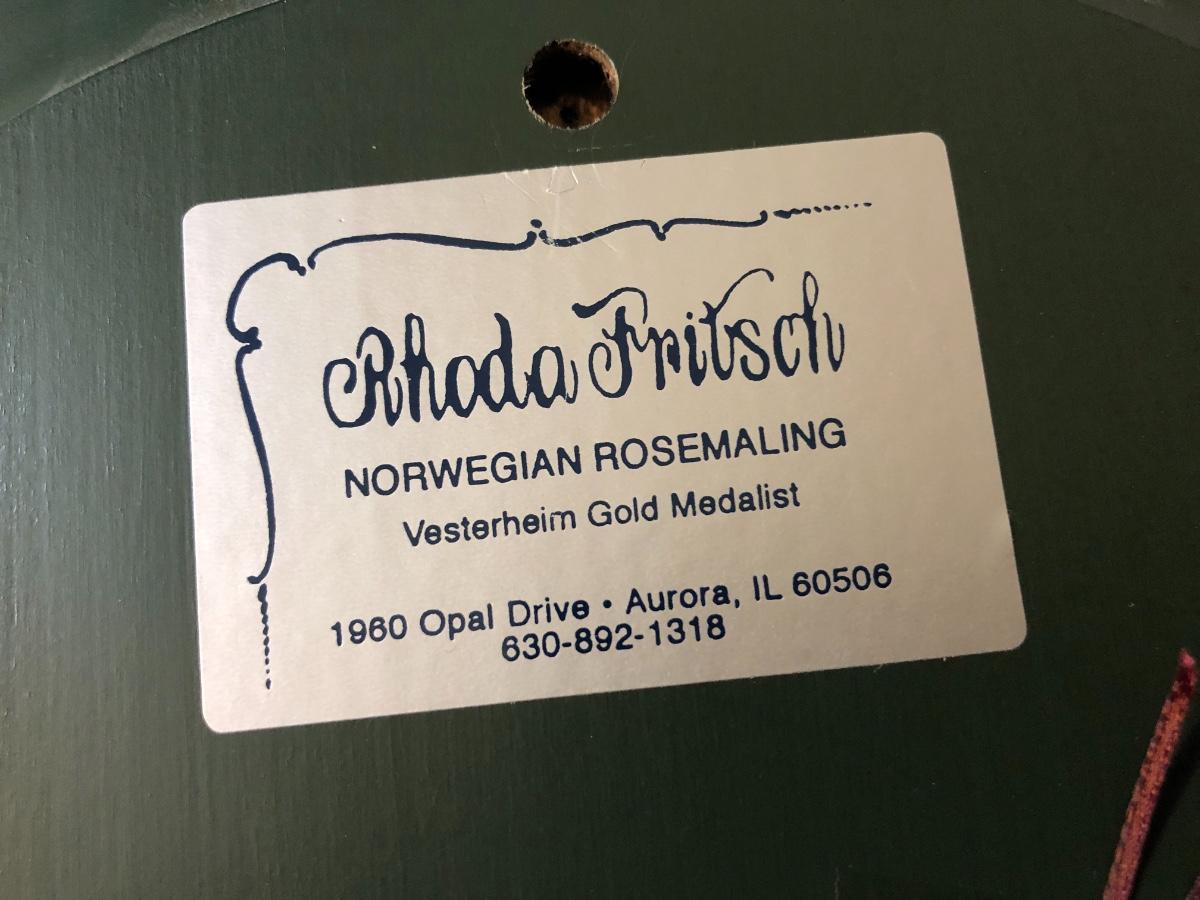 Rhoda Fritsch
NORWEGIAN ROSEMALING
Vesterheim Gold Medalist
1960 Opal Drive • Aurora, IL 60506
630-892-1318